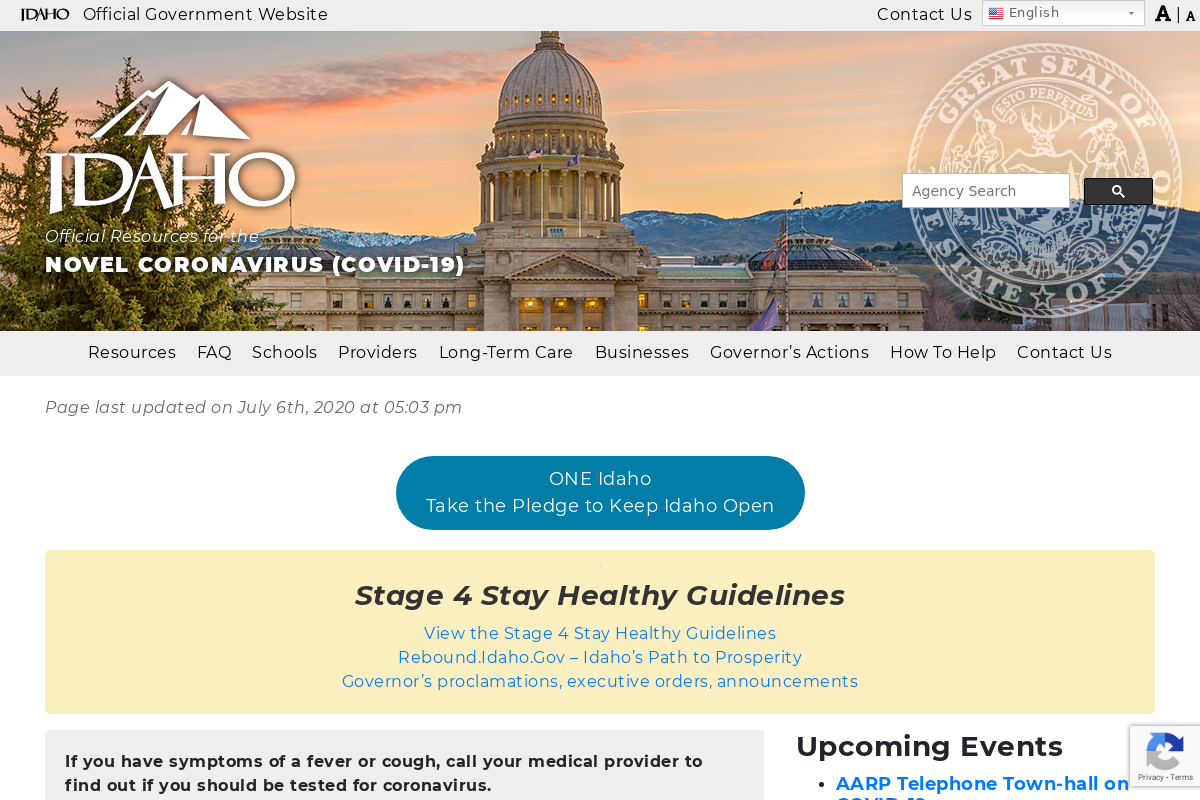 IDAHO Official Government Website
Contact Us
English
A | A
IDAHO
GREAT SEAL OF
ESTO PERPETUA
THE STATE OF IDAHO
Agency Search
Official Resources for the
NOVEL CORONAVIRUS (COVID-19)
Resources FAQ Schools Providers Long-Term Care Businesses Governor’s Actions How To Help Contact Us
Page last updated on July 6th, 2020 at 05:03 pm
ONE Idaho
Take the Pledge to Keep Idaho Open
Stage 4 Stay Healthy Guidelines
View the Stage 4 Stay Healthy Guidelines
Rebound.Idaho.Gov – Idaho’s Path to Prosperity
Governor’s proclamations, executive orders, announcements
If you have symptoms of a fever or cough, call your medical provider to
find out if you should be tested for coronavirus.
Upcoming Events
AARP Telephone Town-hall on
COVID-19
Privacy - Terms